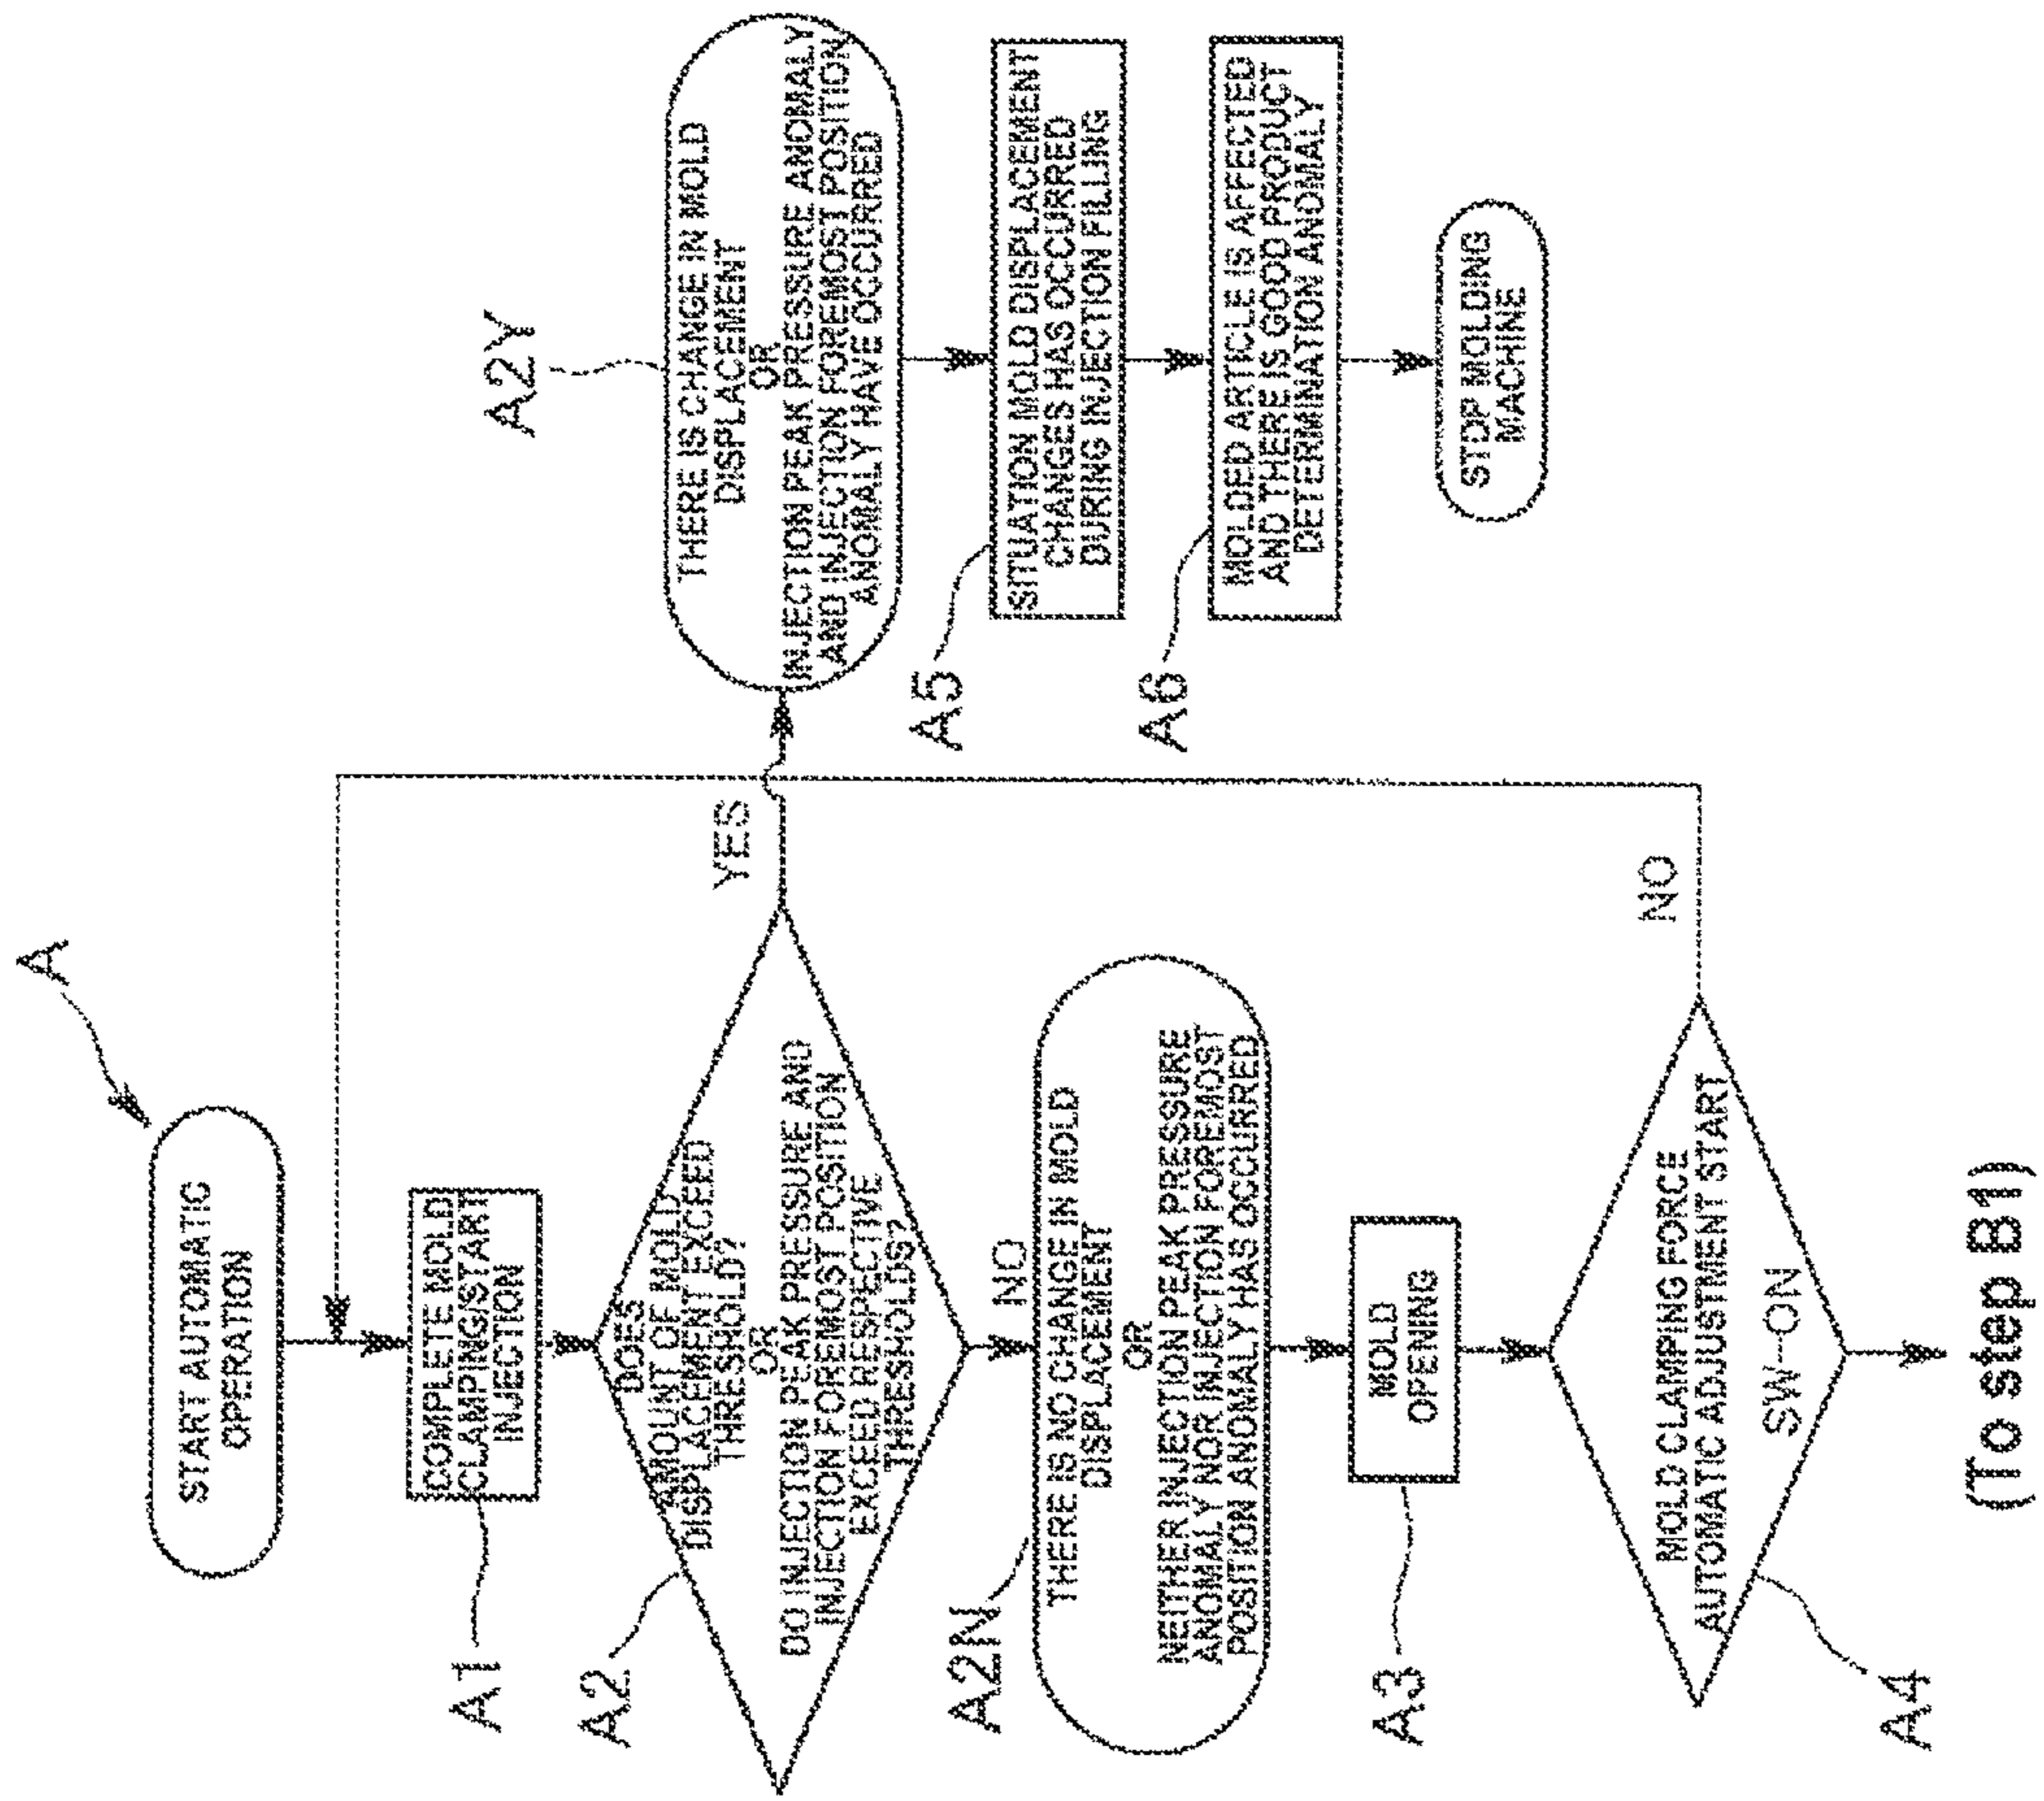 A
START AUTOMATIC
OPERATION
A1
COMPLETE MOLD
CLAMPING/START
INJECTION
A2
DOES
AMOUNT OF MOLD
DISPLACEMENT EXCEED
THRESHOLD?
OR
DO INJECTION PEAK PRESSURE AND
INJECTION FOREMOST POSITION
EXCEED RESPECTIVE
THRESHOLDS?
YES
NO
A2N
THERE IS NO CHANGE IN MOLD
DISPLACEMENT
OR
NEITHER INJECTION PEAK PRESSURE
ANOMALY NOR INJECTION FOREMOST
POSITION ANOMALY HAS OCCURRED
A3
MOLD
OPENING
A4
MOLD CLAMPING FORCE
AUTOMATIC ADJUSTMENT START
SW--ON
NO
(To step B1)
A2Y
THERE IS CHANGE IN MOLD
DISPLACEMENT
OR
INJECTION PEAK PRESSURE ANOMALY
AND INJECTION FOREMOST POSITION
ANOMALY HAVE OCCURRED
A5
SITUATION MOLD DISPLACEMENT
CHANGES HAS OCCURRED
DURING INJECTION FILLING
A6
MOLDED ARTICLE IS AFFECTED
AND THERE IS GOOD PRODUCT
DETERMINATION ANOMALY
STOP MOLDING
MACHINE